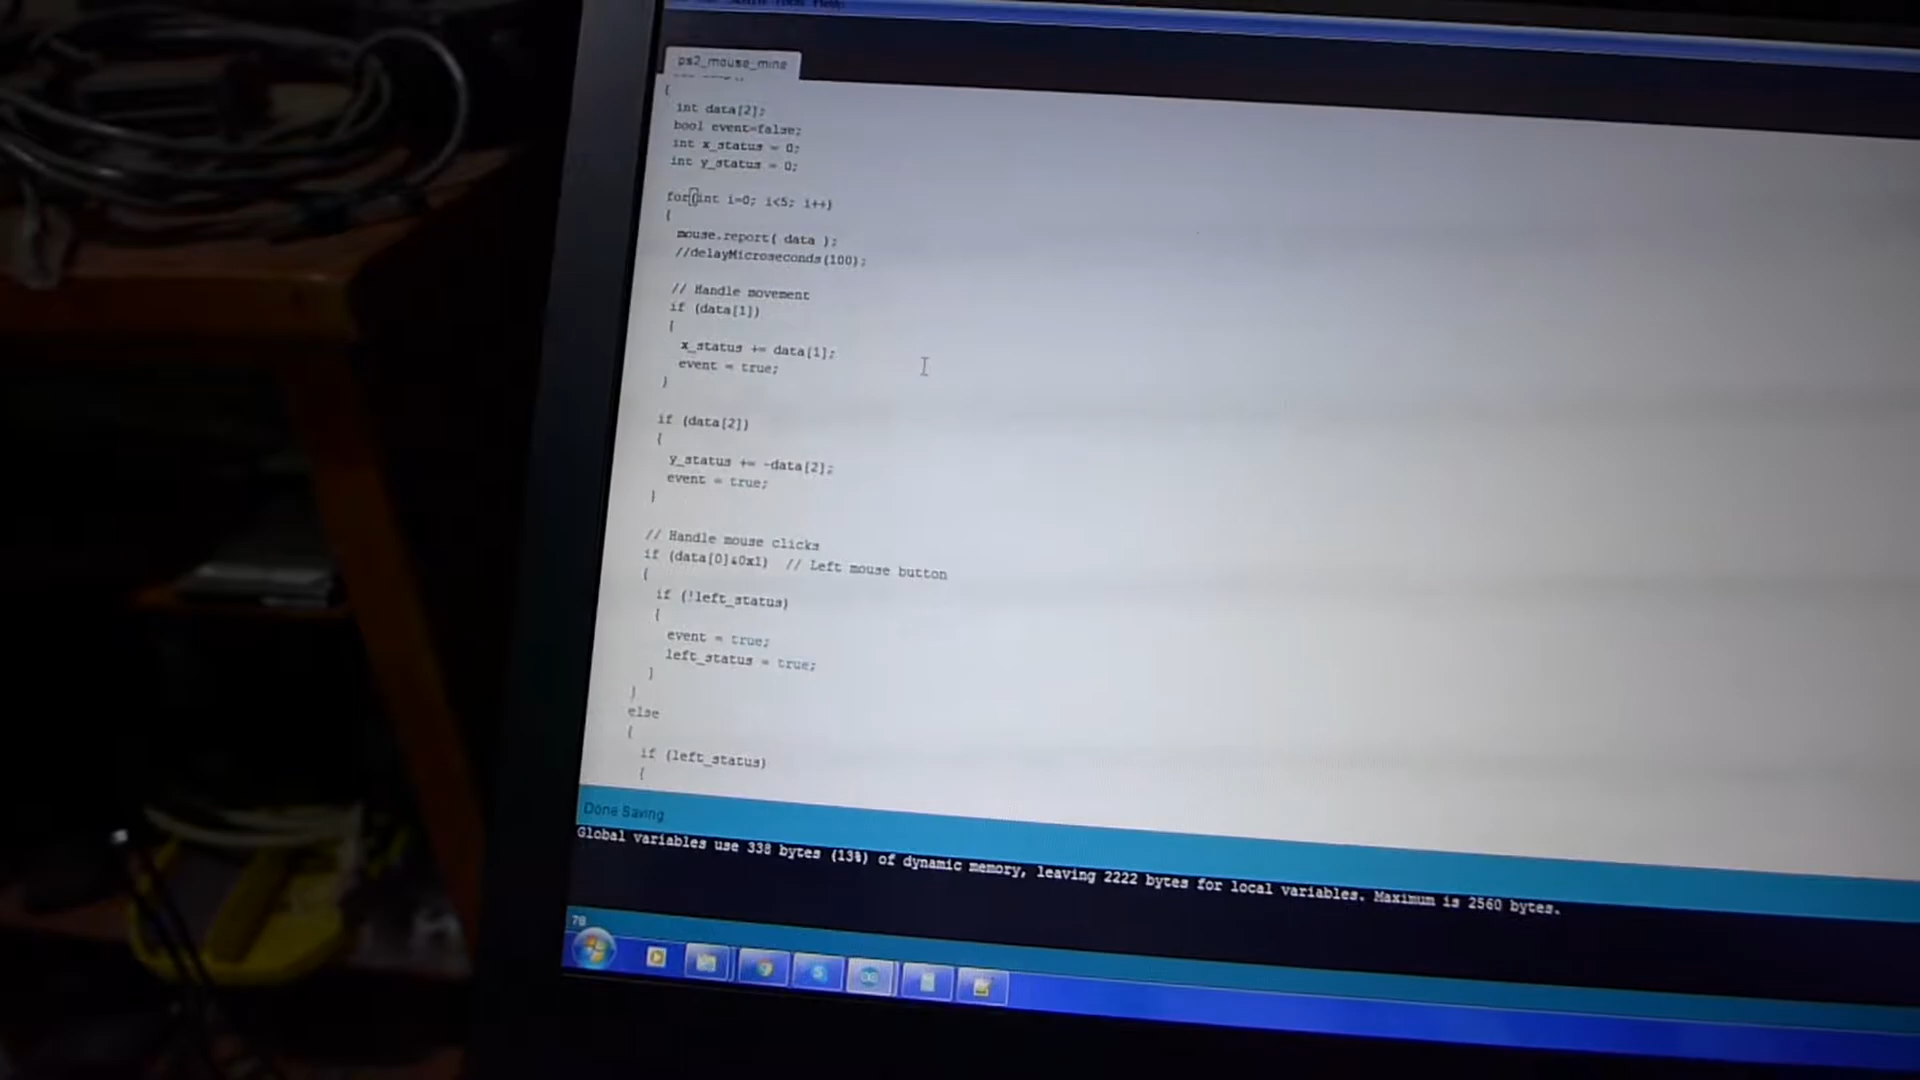 ps2_mouse_mine
{
int data[2];
bool event=false;
int x_status = 0;
int y_status = 0;
for(int i=0; i<5; i++)
{
mouse.report( data );
//delayMicroseconds(100);
// Handle movement
if (data[1])
{
x_status += data[1];
event = true;
}
if (data[2])
{
y_status += -data[2];
event = true;
}
// Handle mouse clicks
if (data[0]&0x1) // Left mouse button
{
if (!left_status)
{
event = true;
left_status = true;
}
}
else
{
if (left_status)
{
Done Saving
Global variables use 338 bytes (13%) of dynamic memory, leaving 2222 bytes for local variables. Maximum is 2560 bytes.
78